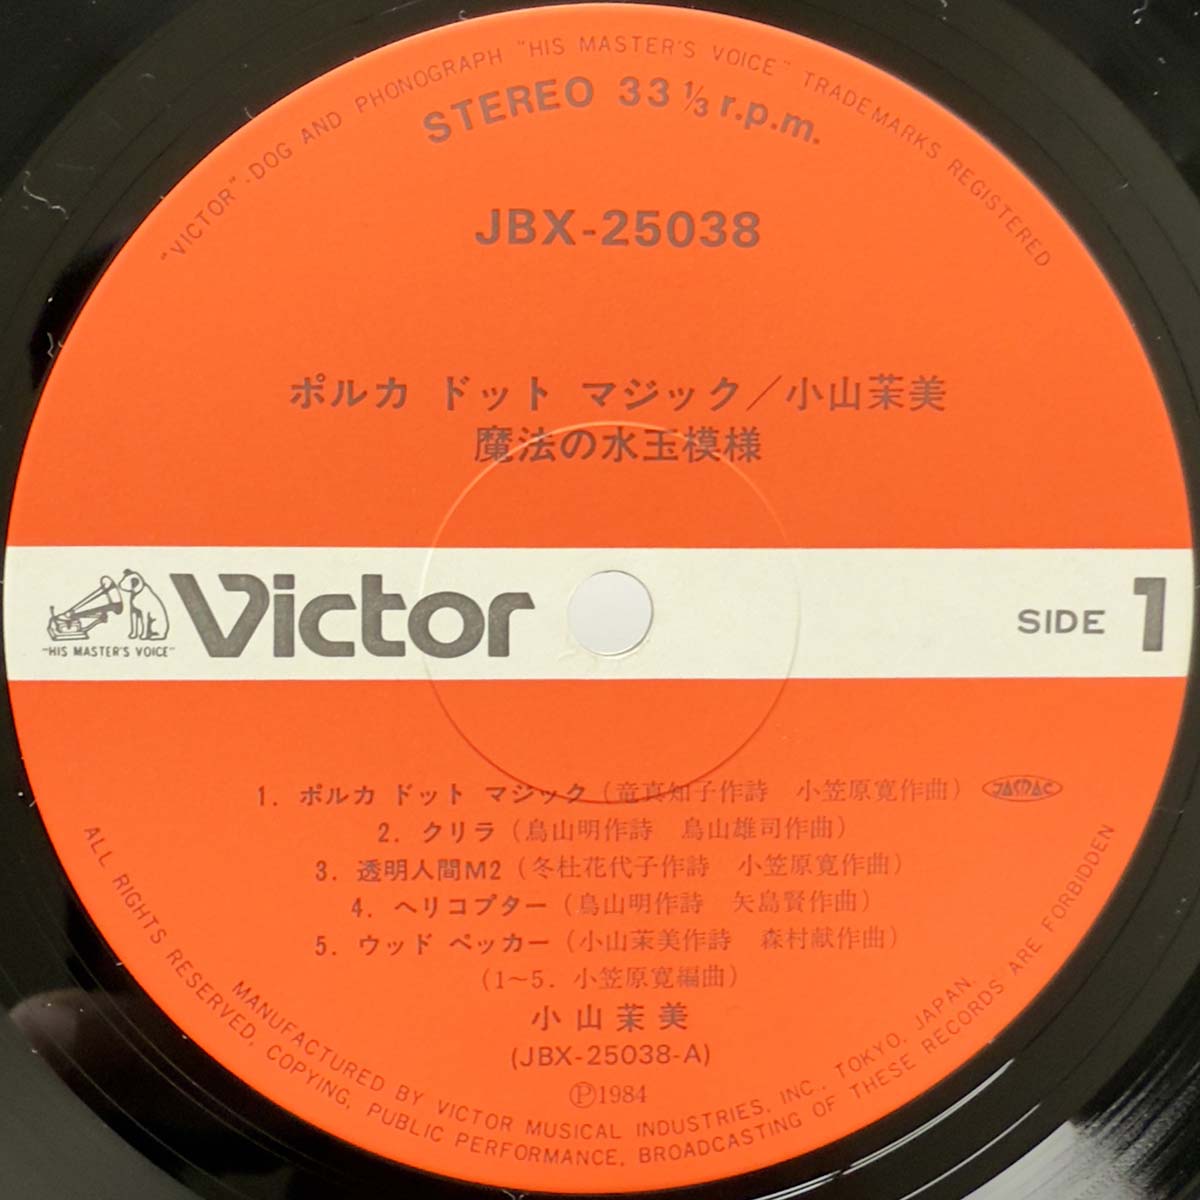 "VICTOR"-DOG AND PHONOGRAPH "HIS MASTER'S VOICE" TRADEMARKS REGISTERED
STEREO 33 1/3 r.p.m.
JBX-25038
ポルカ ドット マジック/小山茉美
魔法の水玉模様
"HIS MASTER'S VOICE"
Victor
SIDE 1
1. ポルカ ドット マジック(竜真知子作詩 小笠原寛作曲) JASRAC
2. クリラ(鳥山明作詩 鳥山雄司作曲)
3. 透明人間M2(冬杜花代子作詩 小笠原寛作曲)
4. ヘリコプター(鳥山明作詩 矢島賢作曲)
5. ウッド ペッカー(小山茉美作詩 森村献作曲)
(1~5. 小笠原寛編曲)
小山茉美
(JBX-25038-A)
Ⓟ1984
MANUFACTURED BY VICTOR MUSICAL INDUSTRIES, INC., TOKYO, JAPAN.
ALL RIGHTS RESERVED, COPYING, PUBLIC PERFORMANCE, BROADCASTING OF THESE RECORDS ARE FORBIDDEN